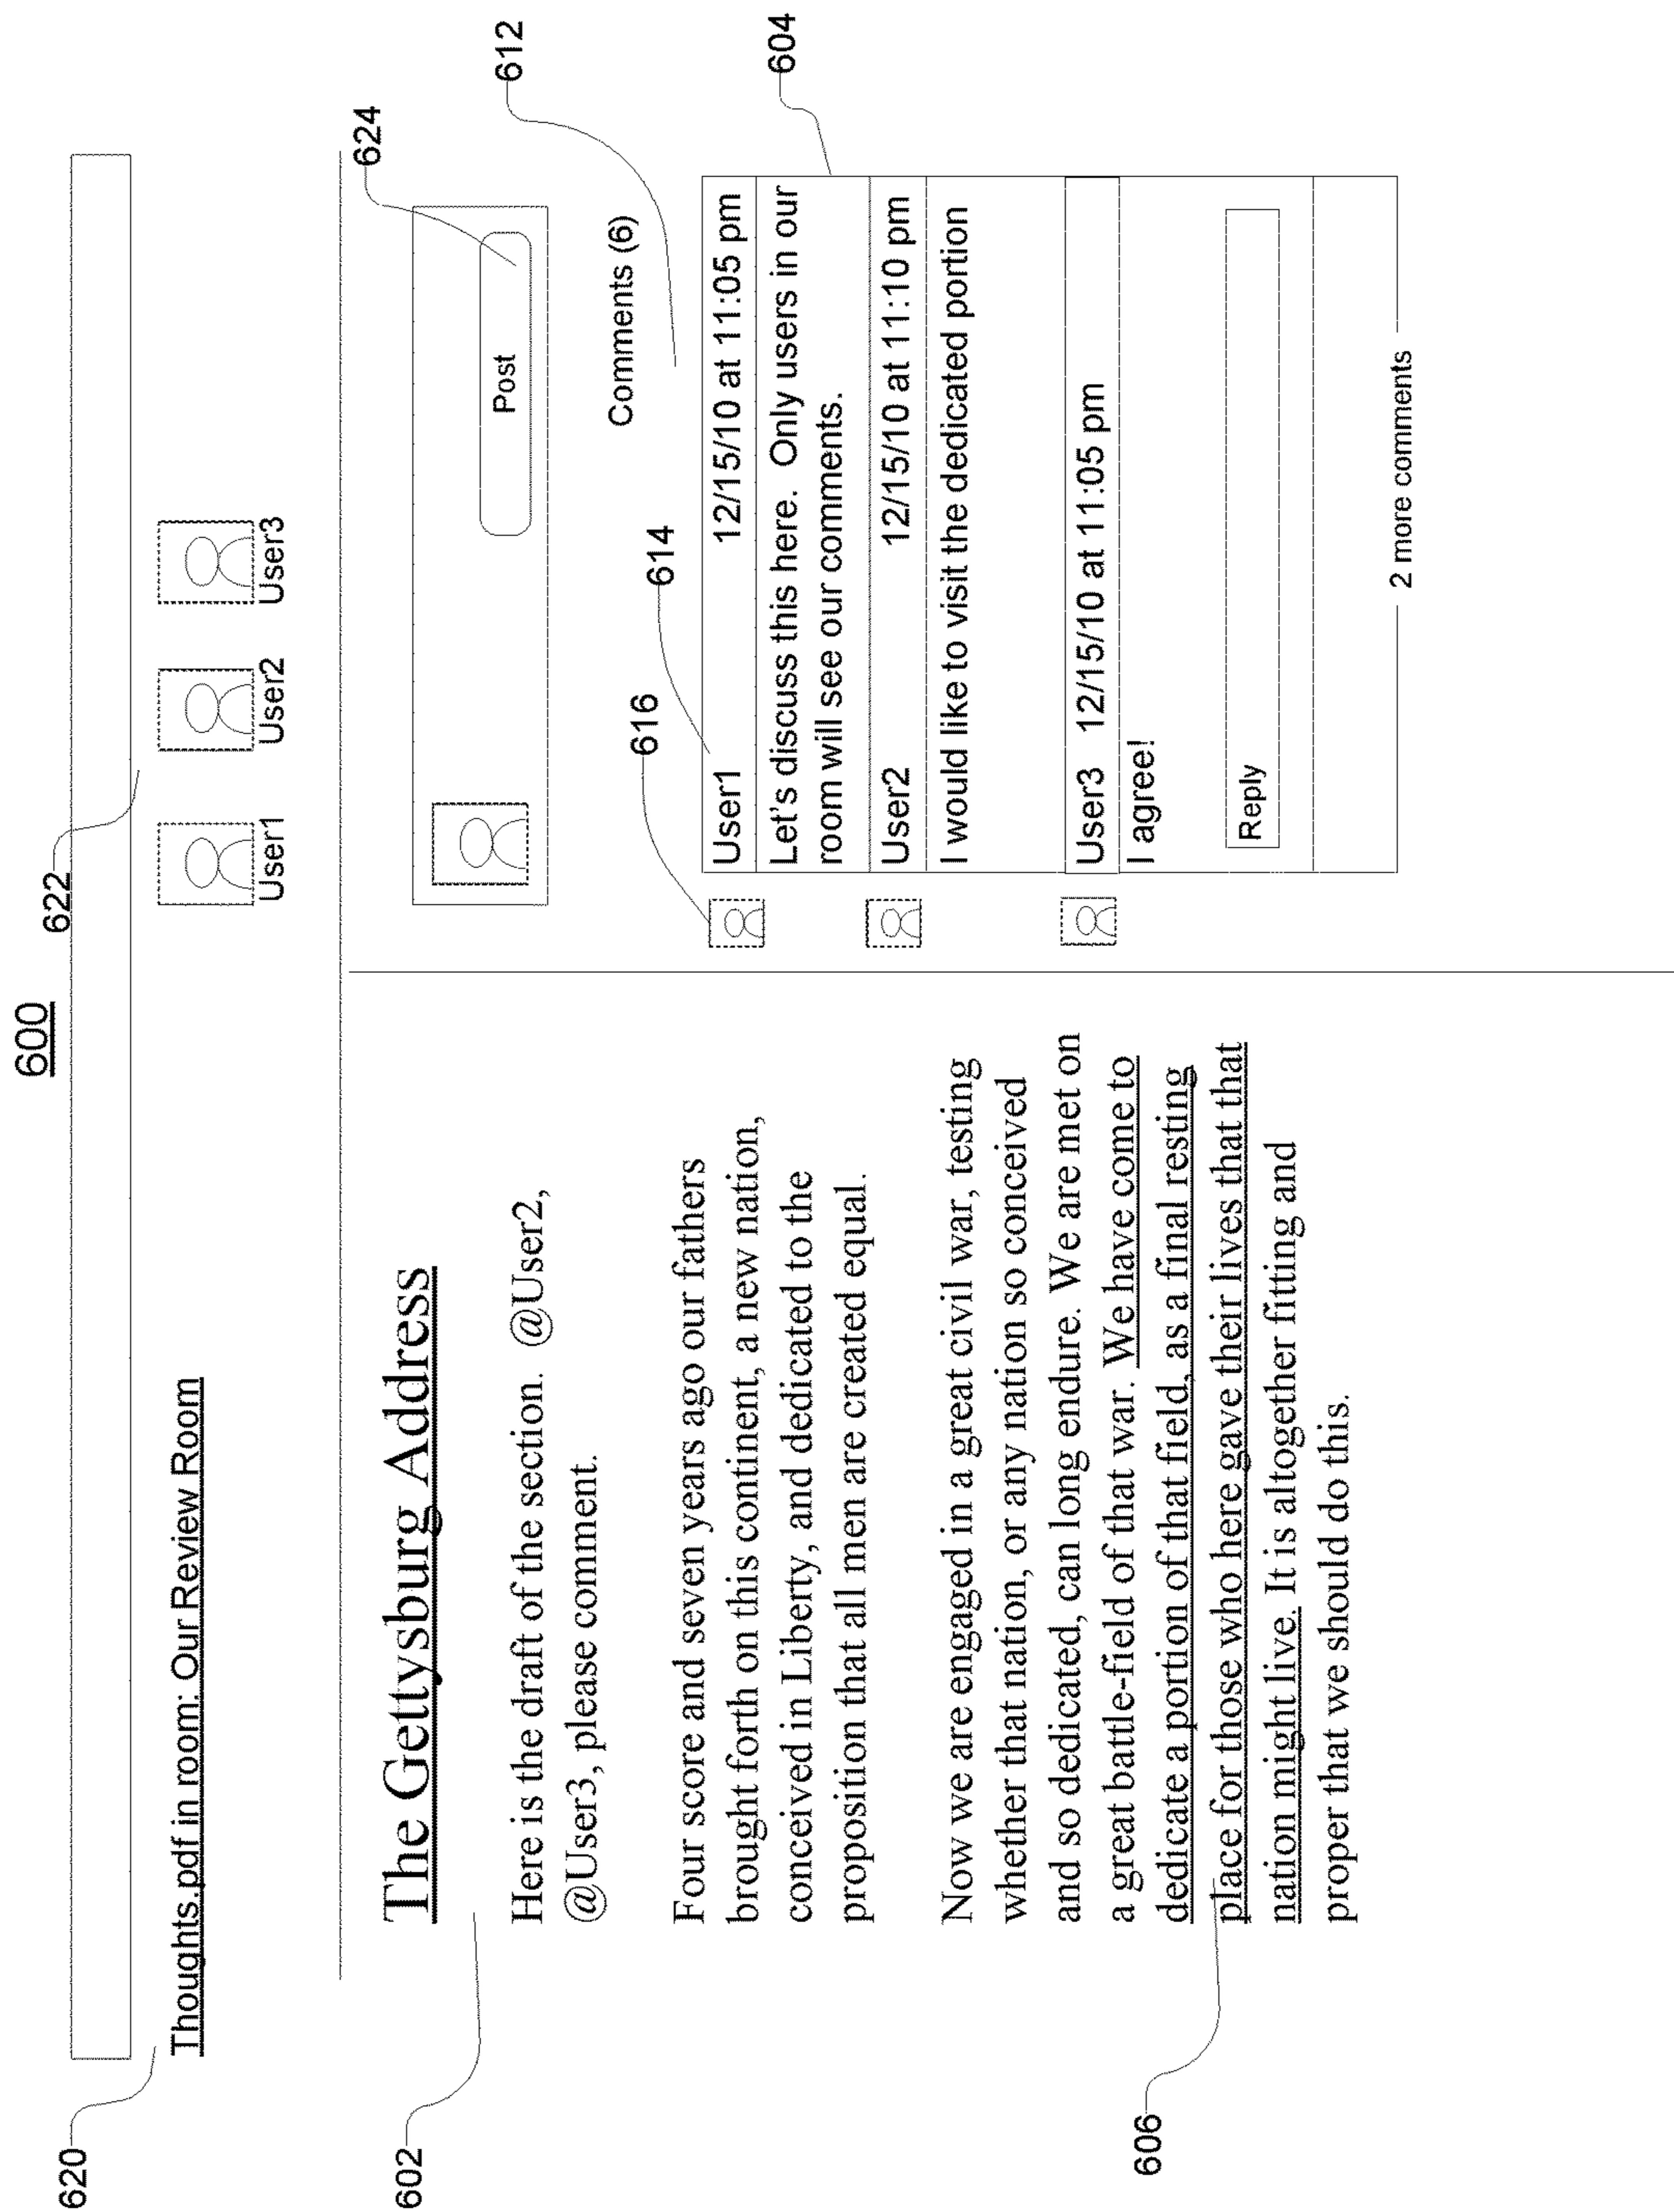 600
620
622
Thoughts.pdf in room: Our Review Room
User1
User2
User3
602
The Gettysburg Address
Here is the draft of the section. @User2,
@User3, please comment.
Four score and seven years ago our fathers
brought forth on this continent, a new nation,
conceived in Liberty, and dedicated to the
proposition that all men are created equal.
Now we are engaged in a great civil war, testing
whether that nation, or any nation so conceived
and so dedicated, can long endure. We are met on
a great battle-field of that war. We have come to
dedicate a portion of that field, as a final resting
place for those who here gave their lives that that
nation might live. It is altogether fitting and
proper that we should do this.
606
624
Post
Comments (6)
612
616
614
604
User1 12/15/10 at 11:05 pm
Let's discuss this here. Only users in our
room will see our comments.
User2 12/15/10 at 11:10 pm
I would like to visit the dedicated portion
User3 12/15/10 at 11:05 pm
I agree!
Reply
2 more comments